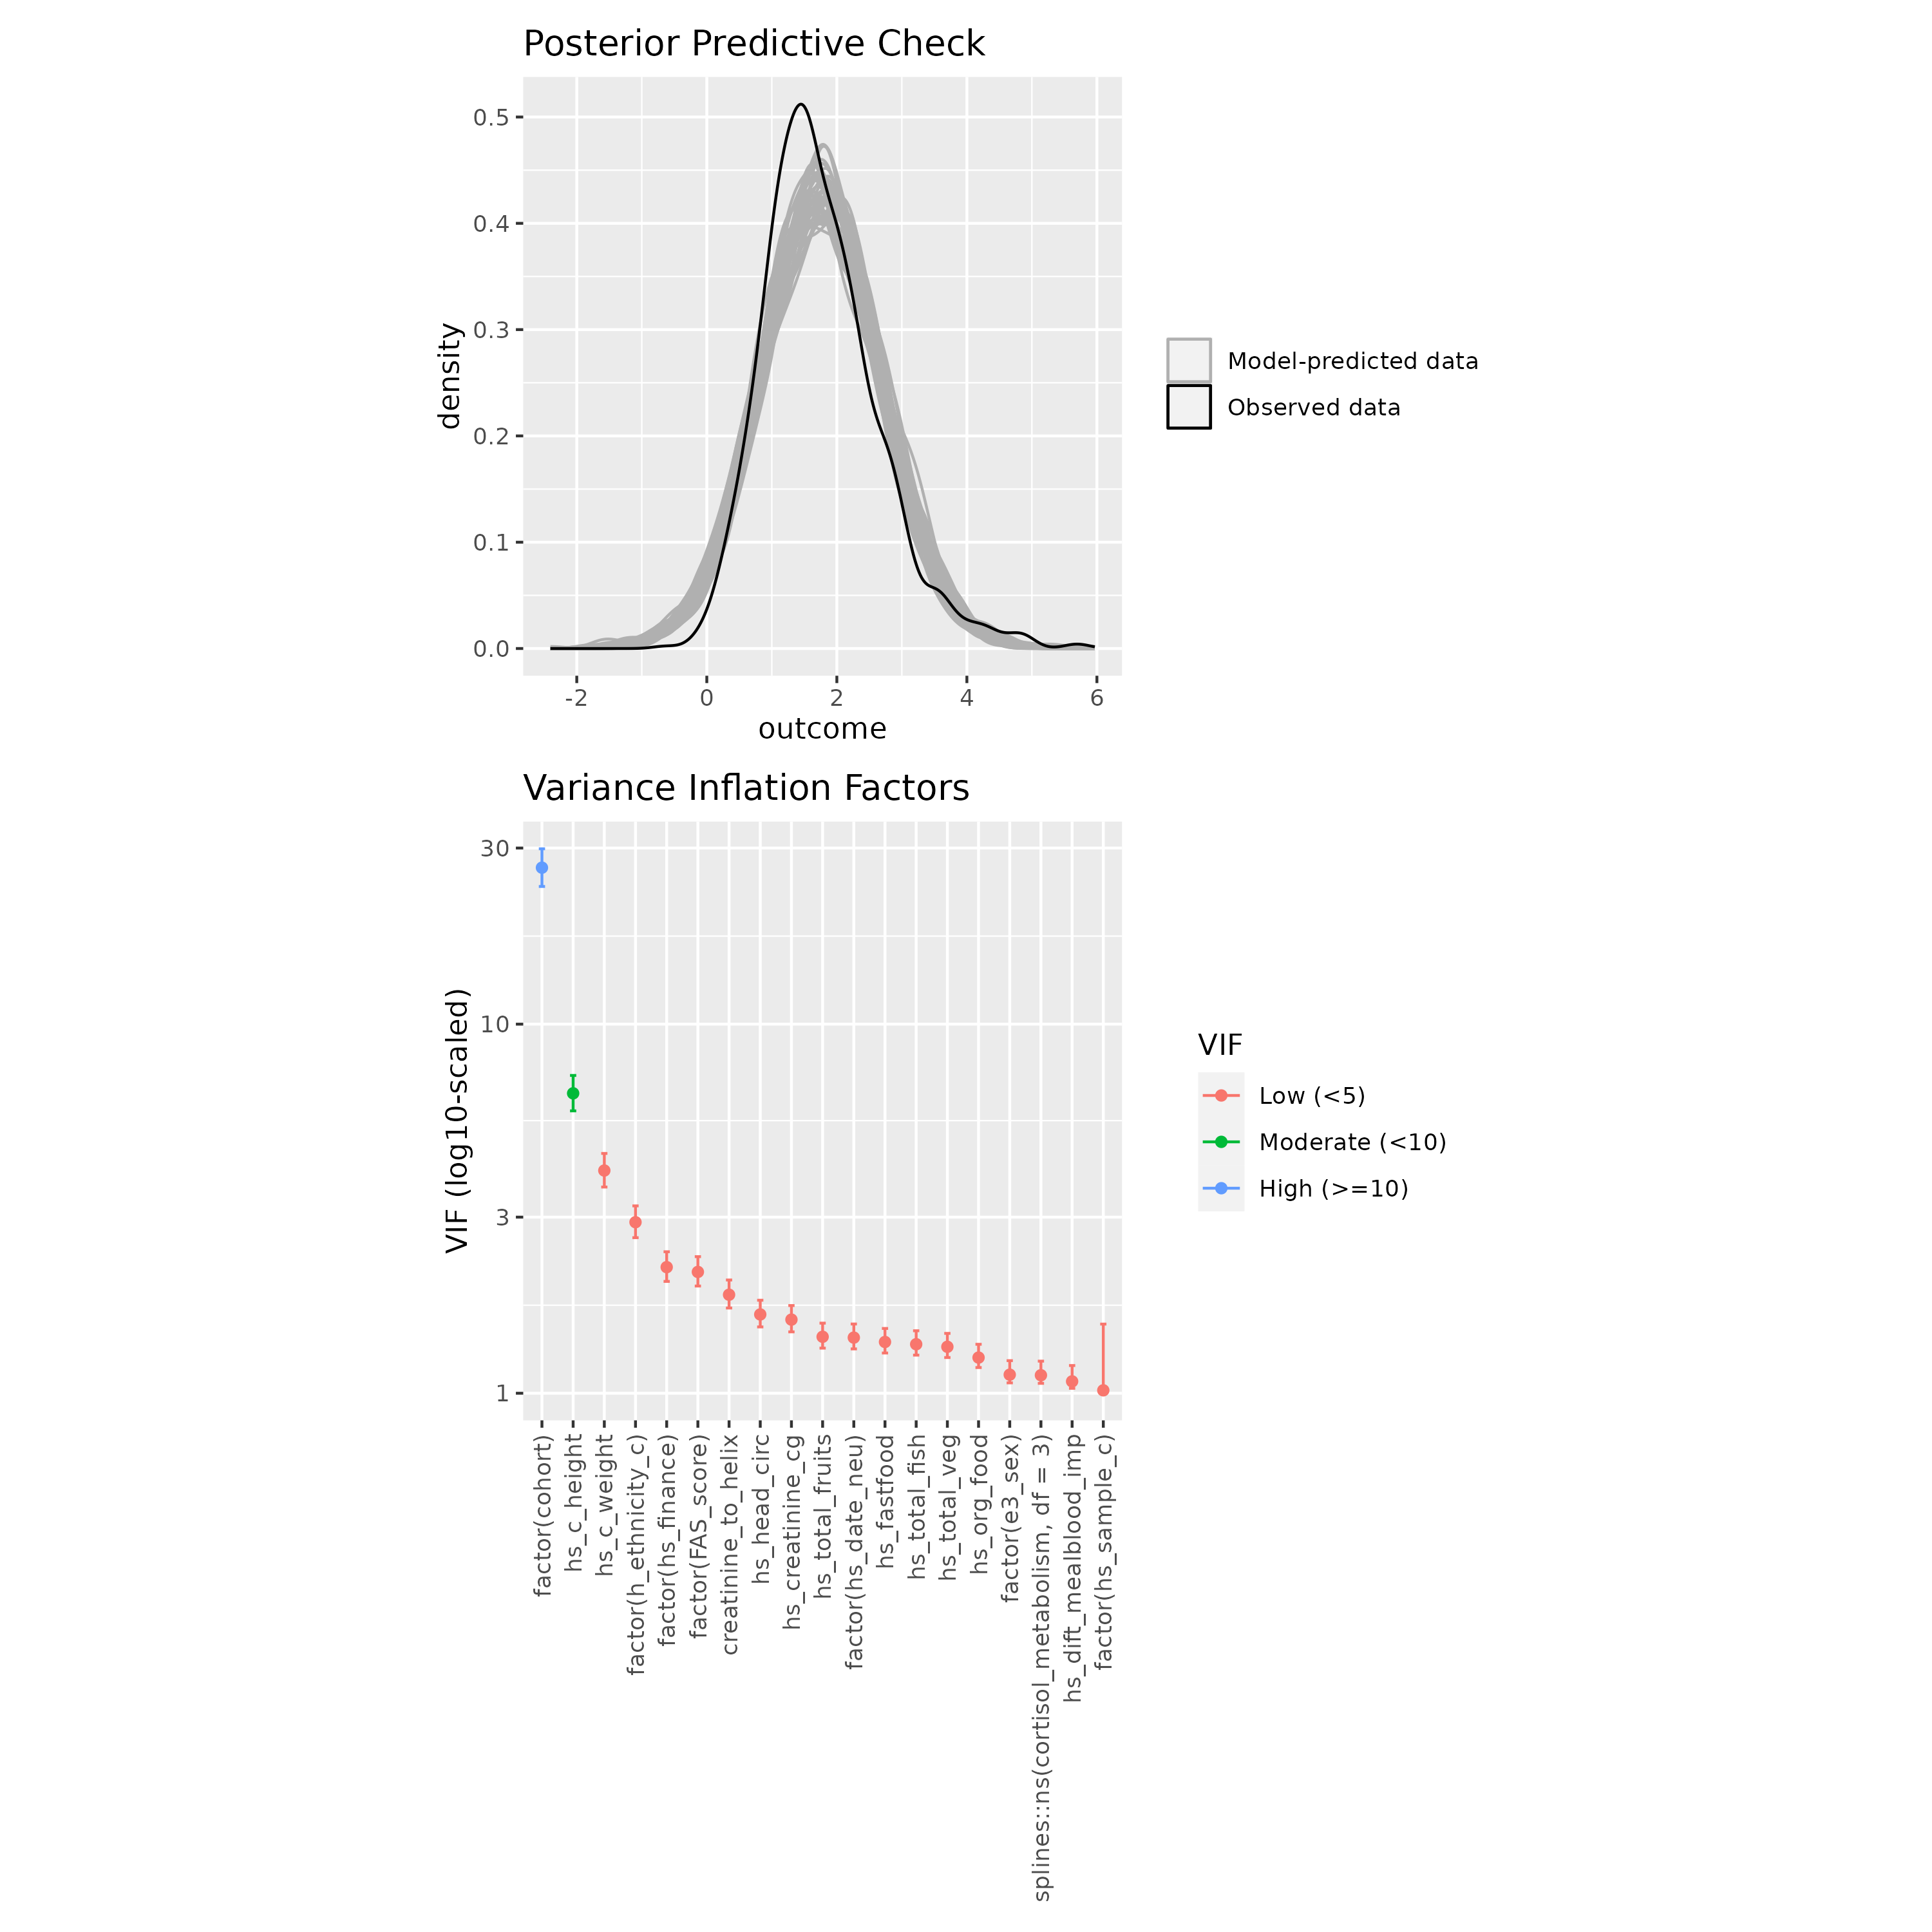 Posterior Predictive Check
density
0.5
0.4
0.3
0.2
0.1
0.0
-2
0
2
4
6
outcome
Model-predicted data
Observed data
Variance Inflation Factors
VIF (log10-scaled)
30
10
3
1
factor(cohort)
hs_c_height
hs_c_weight
factor(h_ethnicity_c)
factor(hs_finance)
factor(FAS_score)
creatinine_to_helix
hs_head_circ
hs_creatinine_cg
hs_total_fruits
factor(hs_date_neu)
hs_fastfood
hs_total_fish
hs_total_veg
hs_org_food
factor(e3_sex)
splines::ns(cortisol_metabolism, df = 3)
hs_dift_mealblood_imp
factor(hs_sample_c)
VIF
Low (<5)
Moderate (<10)
High (>=10)